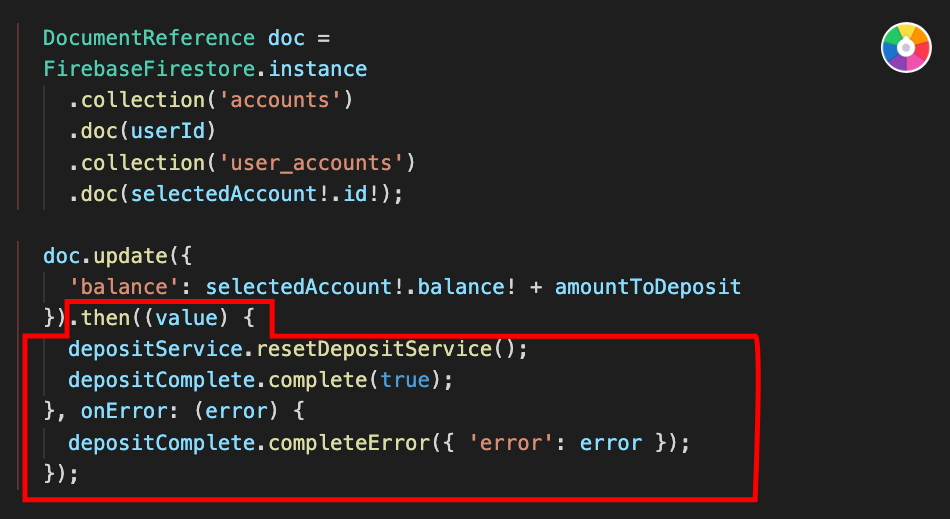 DocumentReference doc =
FirebaseFirestore.instance
.collection('accounts')
.doc(userId)
.collection('user_accounts')
.doc(selectedAccount!.id!);
doc.update({
'balance': selectedAccount!.balance! + amountToDeposit
}).then((value) {
depositService.resetDepositService();
depositComplete.complete(true);
}, onError: (error) {
depositComplete.completeError({ 'error': error });
});